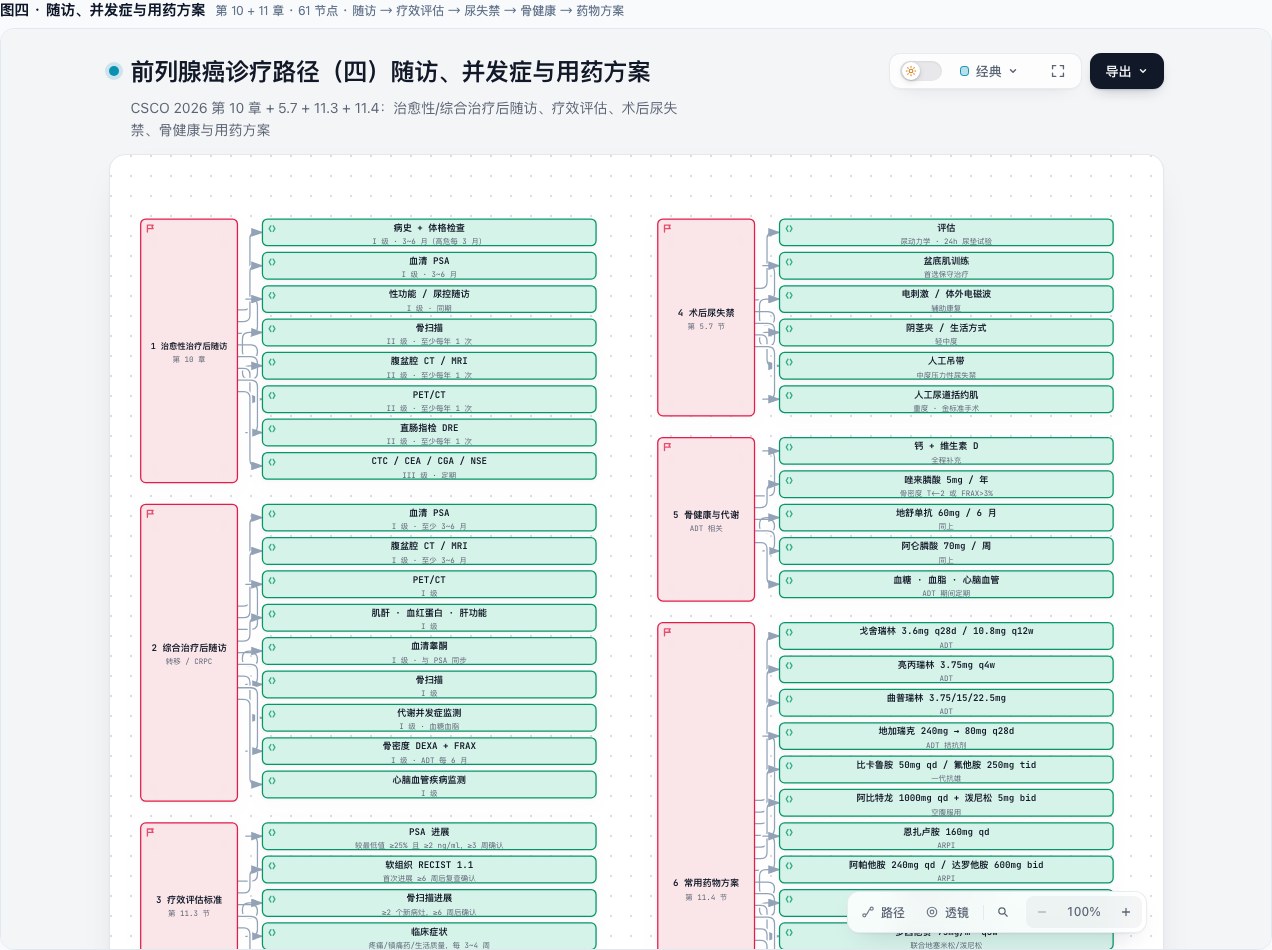 图四 · 随访、并发症与用药方案 第 10 + 11 章 · 61 节点 · 随访 → 疗效评估 → 尿失禁 → 骨健康 → 药物方案
前列腺癌诊疗路径（四）随访、并发症与用药方案
CSCO 2026 第 10 章 + 5.7 + 11.3 + 11.4：治愈性/综合治疗后随访、疗效评估、术后尿失
禁、骨健康与用药方案
经典
导出
1 治愈性治疗后随访
第 10 章
病史 + 体格检查
I 级 · 3~6 月 (高危每 3 月)
血清 PSA
I 级 · 3~6 月
性功能 / 尿控随访
I 级 · 同期
骨扫描
II 级 · 至少每年 1 次
腹盆腔 CT / MRI
II 级 · 至少每年 1 次
PET/CT
II 级 · 至少每年 1 次
直肠指检 DRE
II 级 · 至少每年 1 次
CTC / CEA / CGA / NSE
III 级 · 定期
2 综合治疗后随访
转移 / CRPC
血清 PSA
I 级 · 至少 3~6 月
腹盆腔 CT / MRI
I 级 · 至少 3~6 月
PET/CT
I 级
肌酐 · 血红蛋白 · 肝功能
I 级
血清睾酮
I 级 · 与 PSA 同步
骨扫描
I 级
代谢并发症监测
I 级 · 血糖血脂
骨密度 DEXA + FRAX
I 级 · ADT 每 6 月
心脑血管疾病监测
I 级
3 疗效评估标准
第 11.3 节
PSA 进展
较最低值 ≥25% 且 ≥2 ng/ml，≥3 周确认
软组织 RECIST 1.1
首次进展 ≥6 周后复查确认
骨扫描进展
≥2 个新病灶，≥6 周后确认
临床症状
疼痛/镇痛药/生活质量，每 3~4 周
4 术后尿失禁
第 5.7 节
评估
尿动力学 · 24h 尿垫试验
盆底肌训练
首选保守治疗
电刺激 / 体外电磁波
辅助康复
阴茎夹 / 生活方式
轻中度
人工吊带
中度压力性尿失禁
人工尿道括约肌
重度 · 金标准手术
5 骨健康与代谢
ADT 相关
钙 + 维生素 D
全程补充
唑来膦酸 5mg / 年
骨密度 T<-2 或 FRAX>3%
地舒单抗 60mg / 6 月
同上
阿仑膦酸 70mg / 周
同上
血糖 · 血脂 · 心脑血管
ADT 期间定期
6 常用药物方案
第 11.4 节
戈舍瑞林 3.6mg q28d / 10.8mg q12w
ADT
亮丙瑞林 3.75mg q4w
ADT
曲普瑞林 3.75/15/22.5mg
ADT
地加瑞克 240mg → 80mg q28d
ADT 拮抗剂
比卡鲁胺 50mg qd / 氟他胺 250mg tid
一代抗雄
阿比特龙 1000mg qd + 泼尼松 5mg bid
空腹服用
恩扎卢胺 160mg qd
ARPI
阿帕他胺 240mg qd / 达罗他胺 600mg bid
ARPI
联合地塞米松/泼尼松
路径
透镜
− 100% +